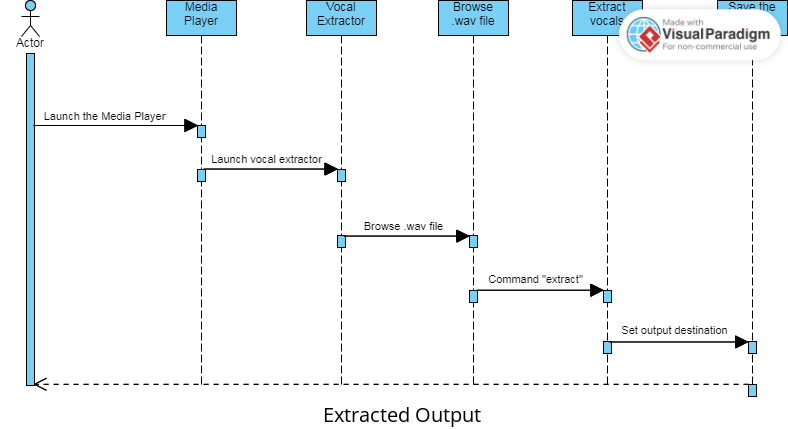 Media
Player
Vocal
Extractor
Browse
.wav file
Extract
vocals
Save the
Made with
Visual Paradigm
For non-commercial use
Actor
Launch the Media Player
Launch vocal extractor
Browse .wav file
Command "extract"
Set output destination
Extracted Output